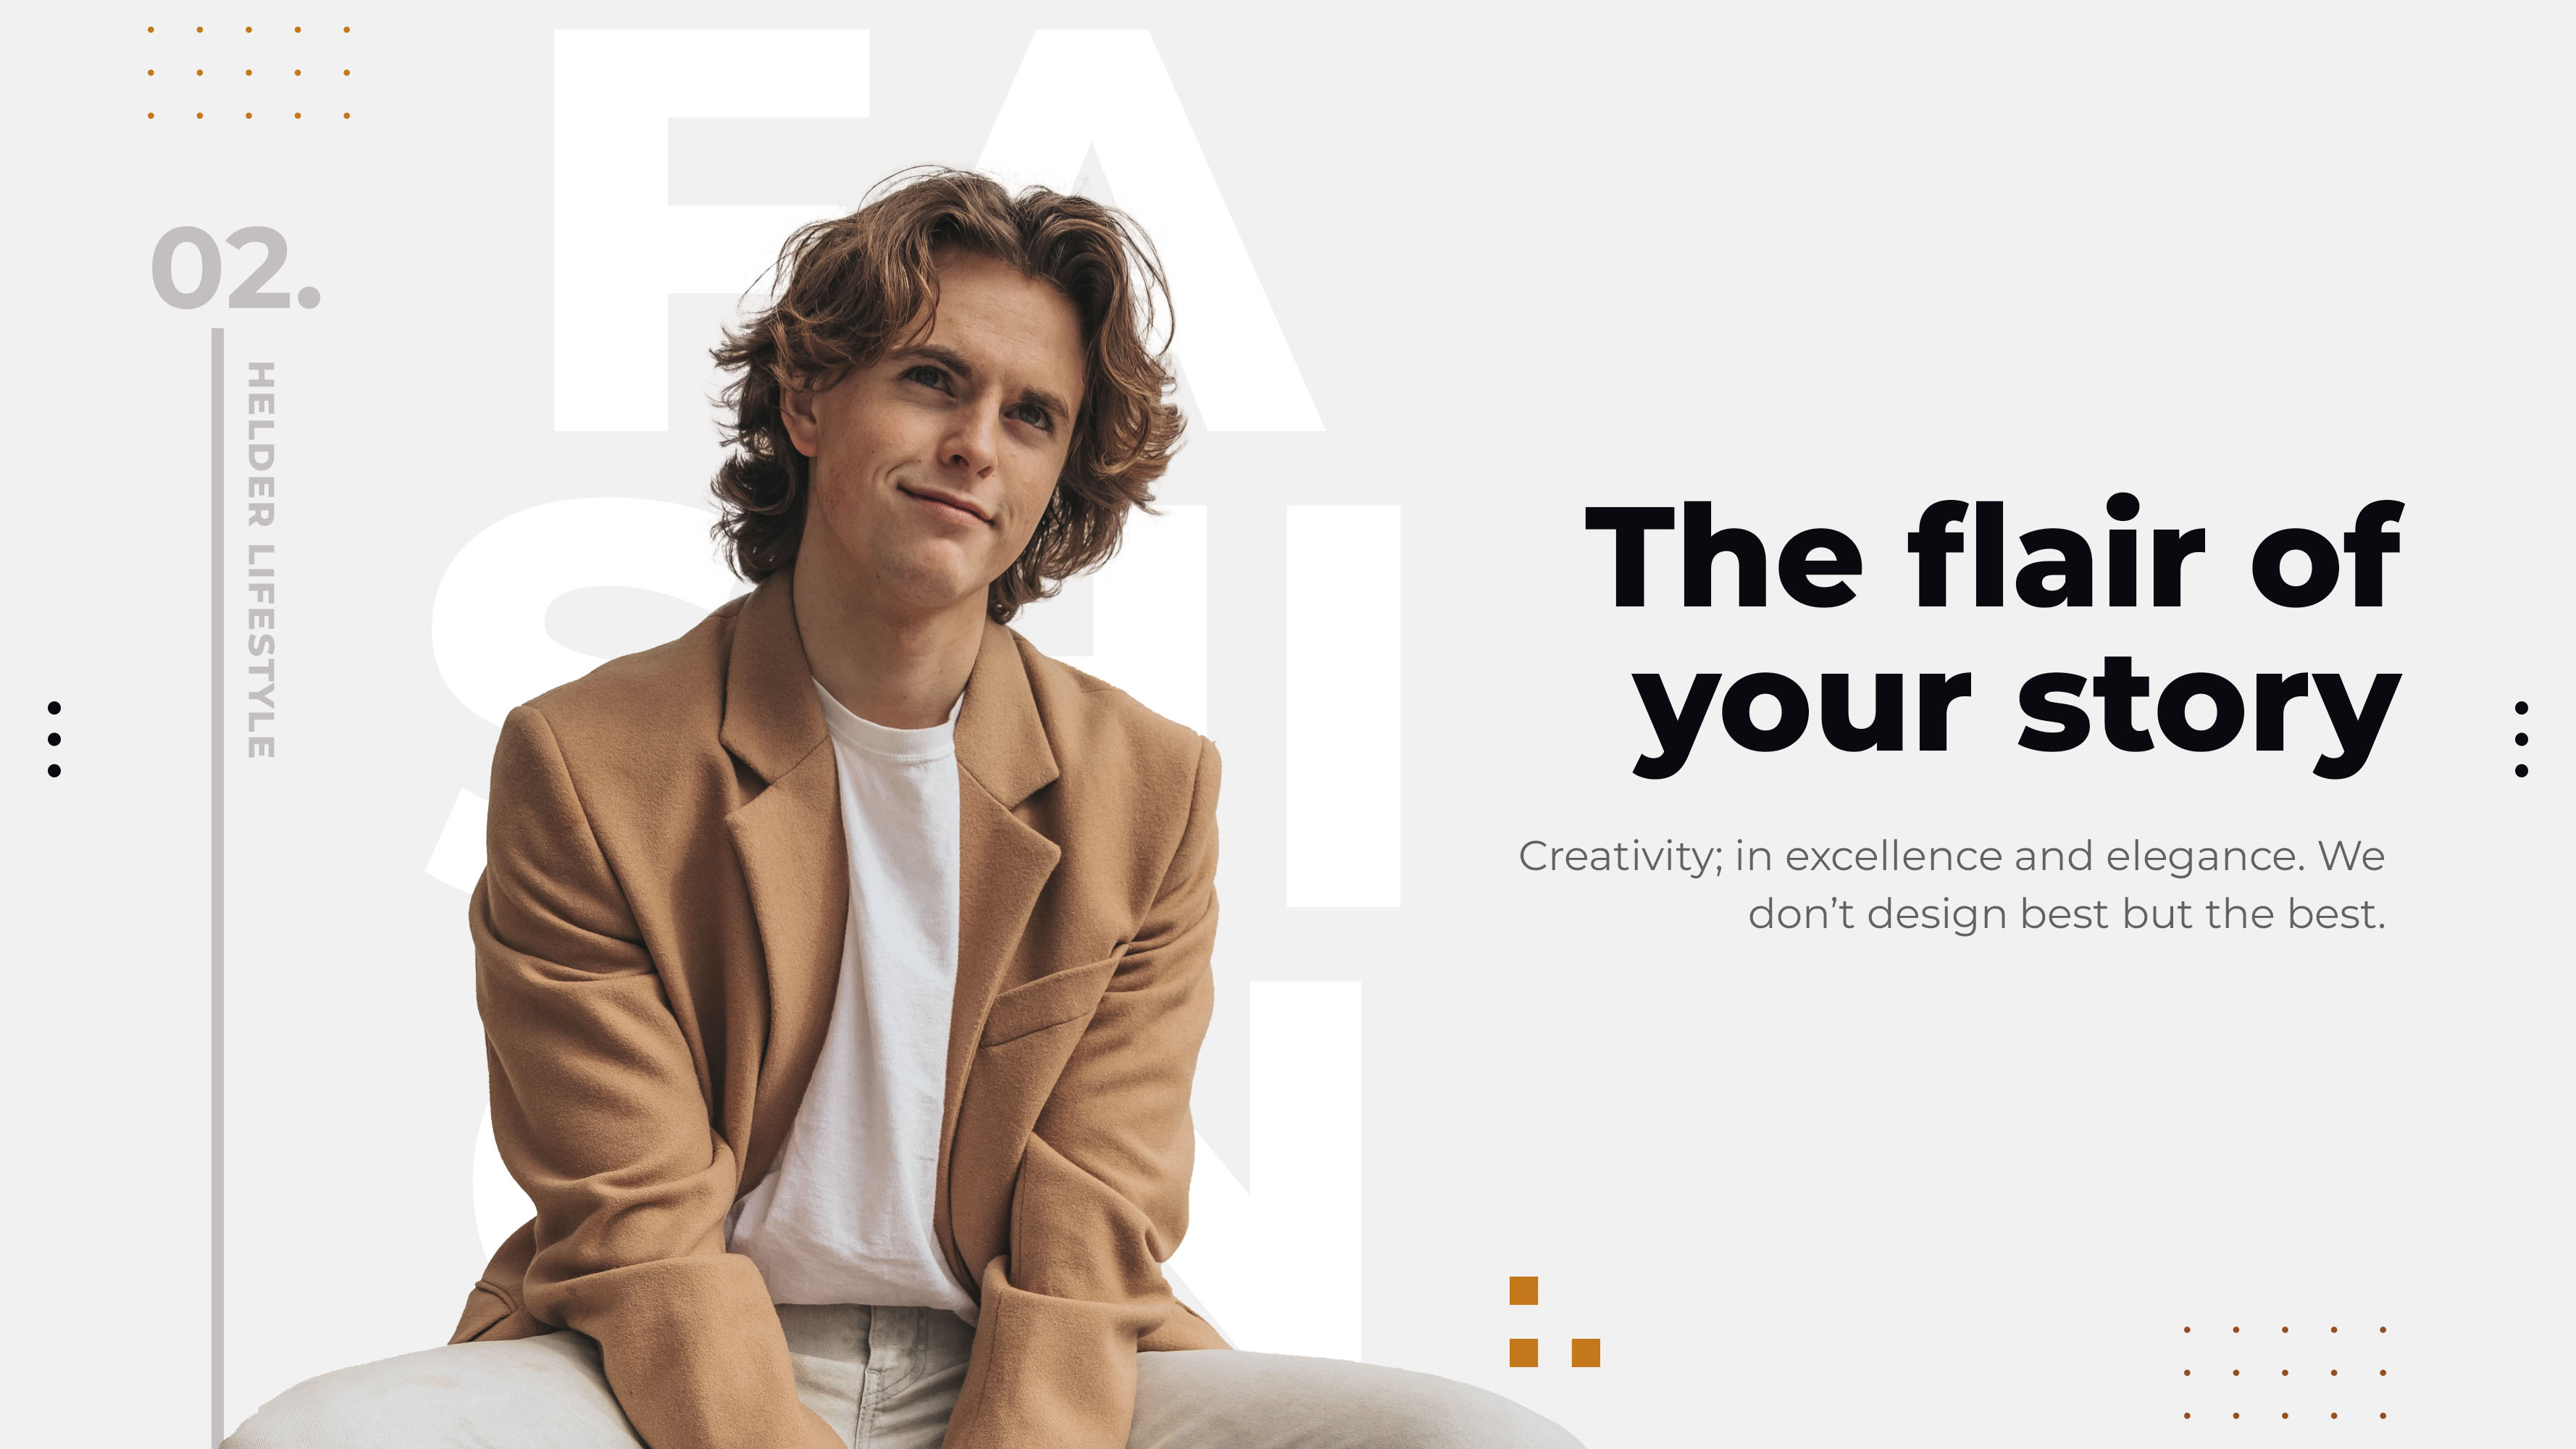 FA
SHI
ON
02.
HELDER LIFESTYLE
The flair of
your story
Creativity; in excellence and elegance. We
don’t design best but the best.